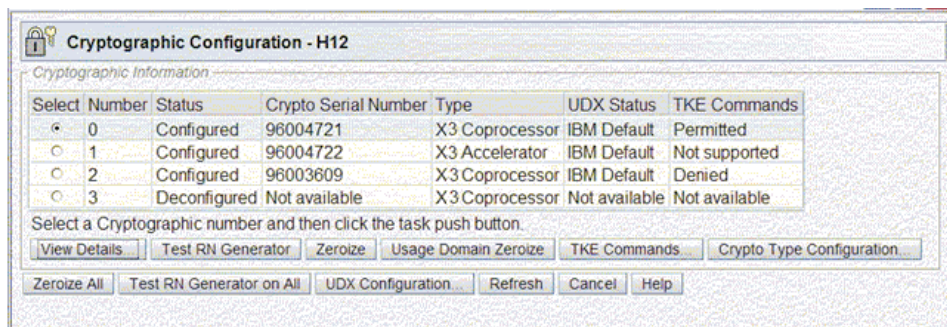 Cryptographic Configuration - H12
Cryptographic Information
Select Number Status Crypto Serial Number Type UDX Status TKE Commands
0 Configured 96004721 X3 Coprocessor IBM Default Permitted
1 Configured 96004722 X3 Accelerator IBM Default Not supported
2 Configured 96003609 X3 Coprocessor IBM Default Denied
3 Deconfigured Not available X3 Coprocessor Not available Not available
Select a Cryptographic number and then click the task push button.
View Details... Test RN Generator Zeroize Usage Domain Zeroize TKE Commands... Crypto Type Configuration...
Zeroize All Test RN Generator on All UDX Configuration... Refresh Cancel Help